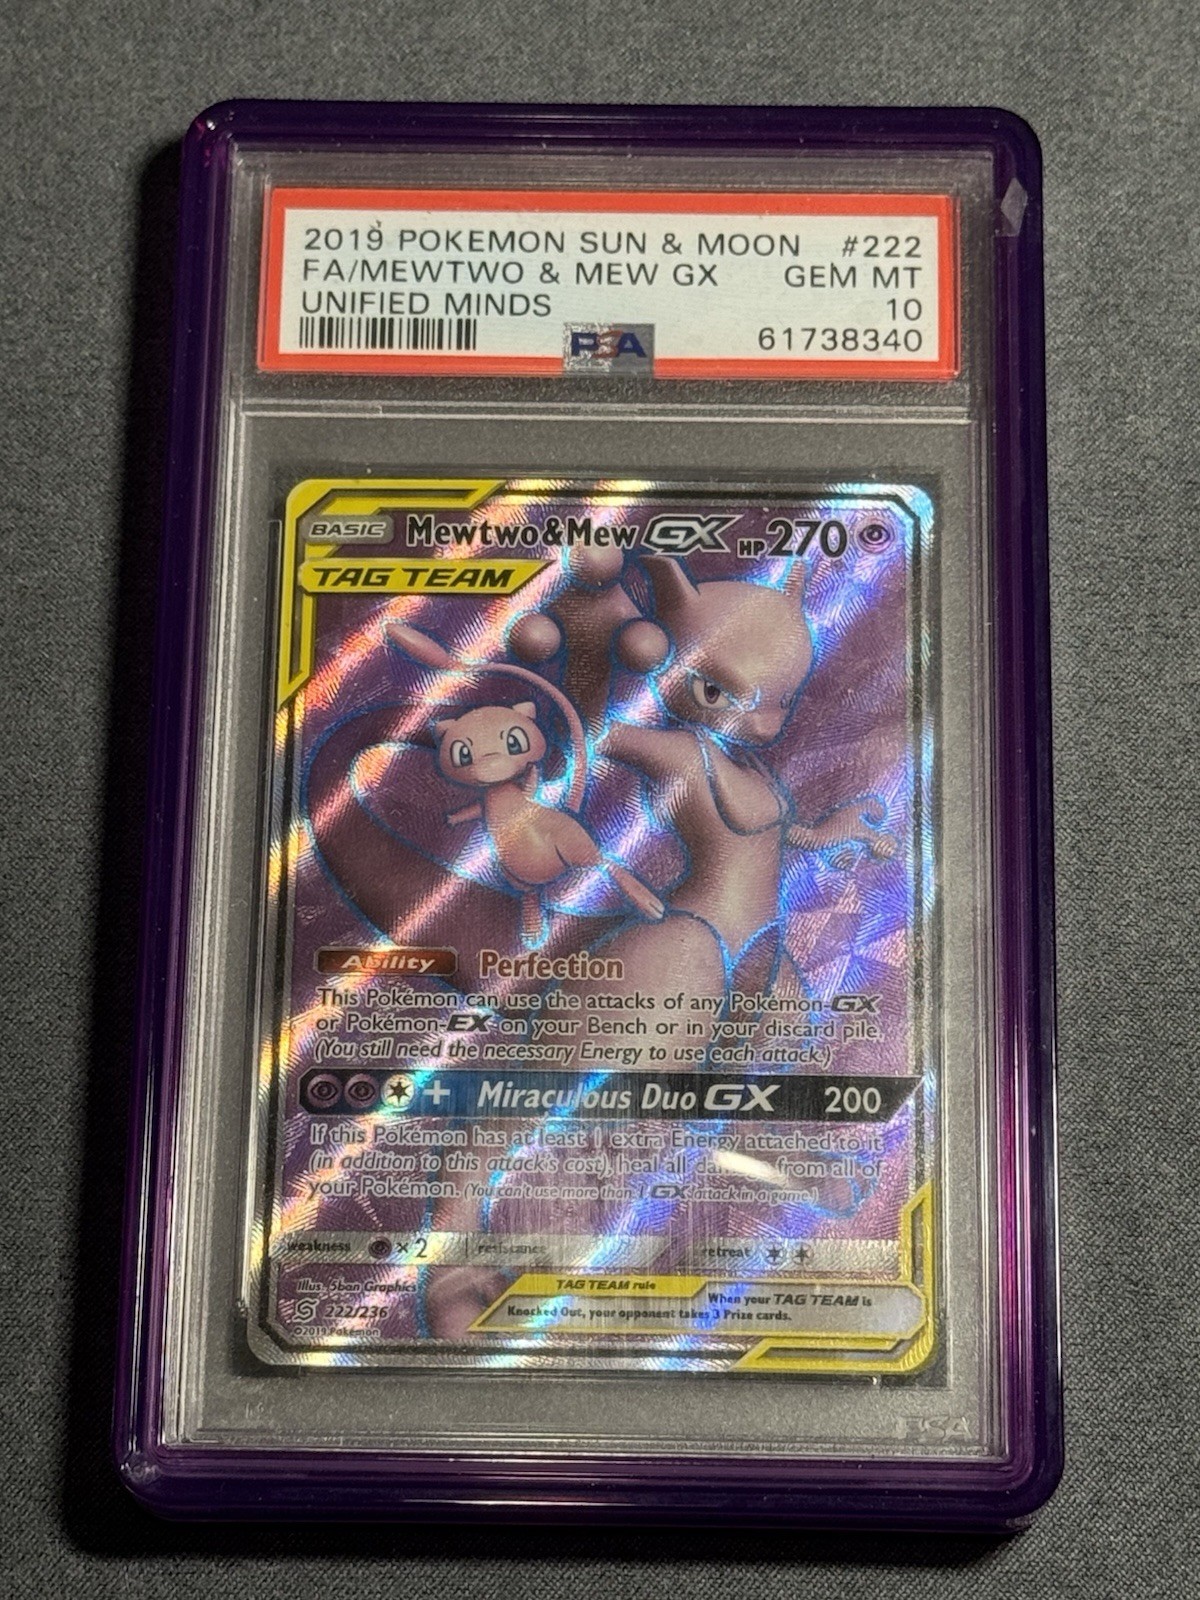 2019 POKEMON SUN & MOON #222
FA/MEWTWO & MEW GX GEM MT
UNIFIED MINDS 10
PSA 61738340
BASIC Mewtwo&Mew GX HP 270
TAG TEAM
Ability Perfection
This Pokémon can use the attacks of any Pokémon-GX
or Pokémon-EX on your Bench or in your discard pile.
(You still need the necessary Energy to use each attack.)
+ Miraculous Duo GX 200
If this Pokémon has at least 1 extra Energy attached to it
(in addition to this attack's cost), heal all damage from all of
your Pokémon. (You can't use more than 1 GX attack in a game.)
weakness ×2 resistance retreat
Illus. 5ban Graphics TAG TEAM rule When your TAG TEAM is
222/236 Knocked Out, your opponent takes 3 Prize cards.
©2019 Pokémon
PSA